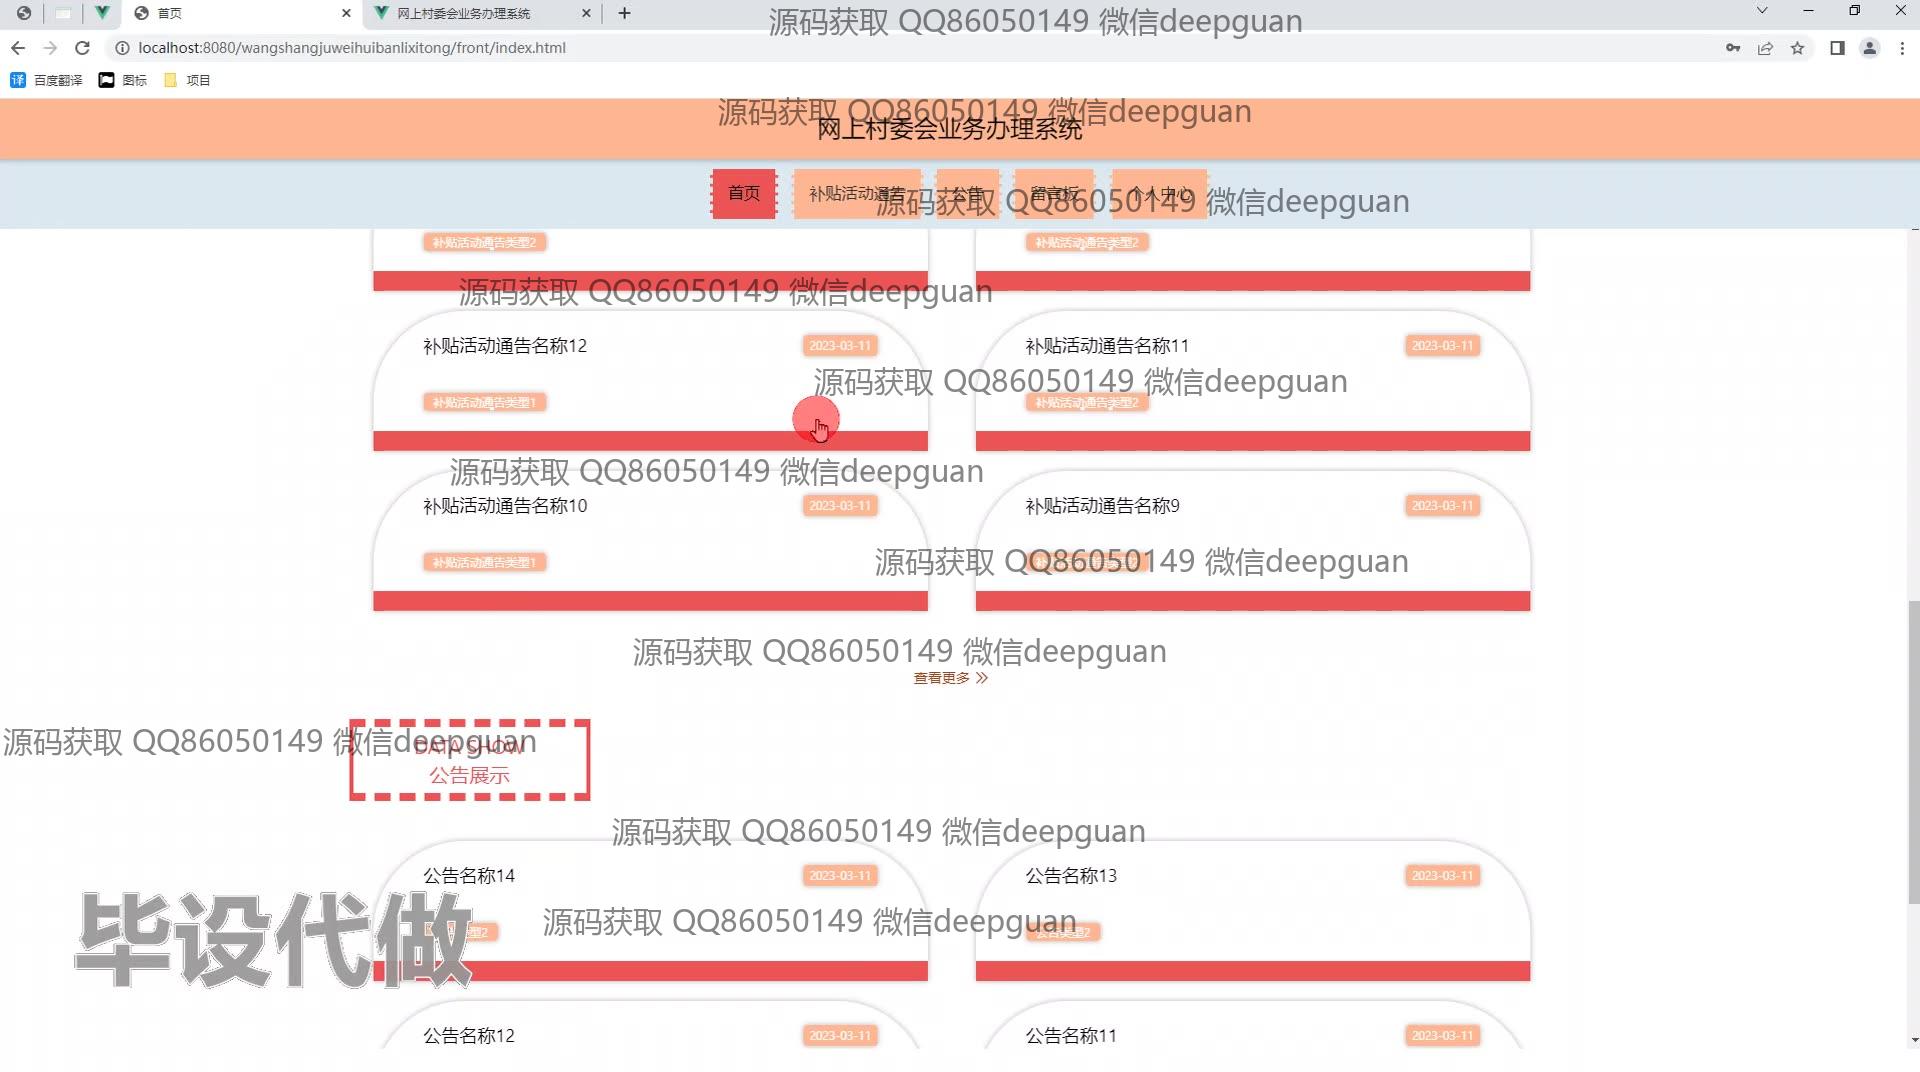 首页
网上村委会业务办理系统
源码获取 QQ86050149 微信deepguan
localhost:8080/wangshangjuweihuibanlixitong/front/index.html
译 百度翻译
图标
项目
源码获取 QQ86050149 微信deepguan
网上村委会业务办理系统
首页
补贴活动通告
公告
留言板
个人中心
源码获取 QQ86050149 微信deepguan
补贴活动通告类型2
补贴活动通告类型2
源码获取 QQ86050149 微信deepguan
补贴活动通告名称12
2023-03-11
补贴活动通告名称11
2023-03-11
源码获取 QQ86050149 微信deepguan
补贴活动通告类型1
补贴活动通告类型2
源码获取 QQ86050149 微信deepguan
补贴活动通告名称10
2023-03-11
补贴活动通告名称9
2023-03-11
补贴活动通告类型1
源码获取 QQ86050149 微信deepguan
源码获取 QQ86050149 微信deepguan
查看更多
源码获取 QQ86050149 微信deepguan
DATA SHOW
公告展示
源码获取 QQ86050149 微信deepguan
公告名称14
2023-03-11
公告名称13
2023-03-11
源码获取 QQ86050149 微信deepguan
公告类型2
毕设代做
公告名称12
2023-03-11
公告名称11
2023-03-11